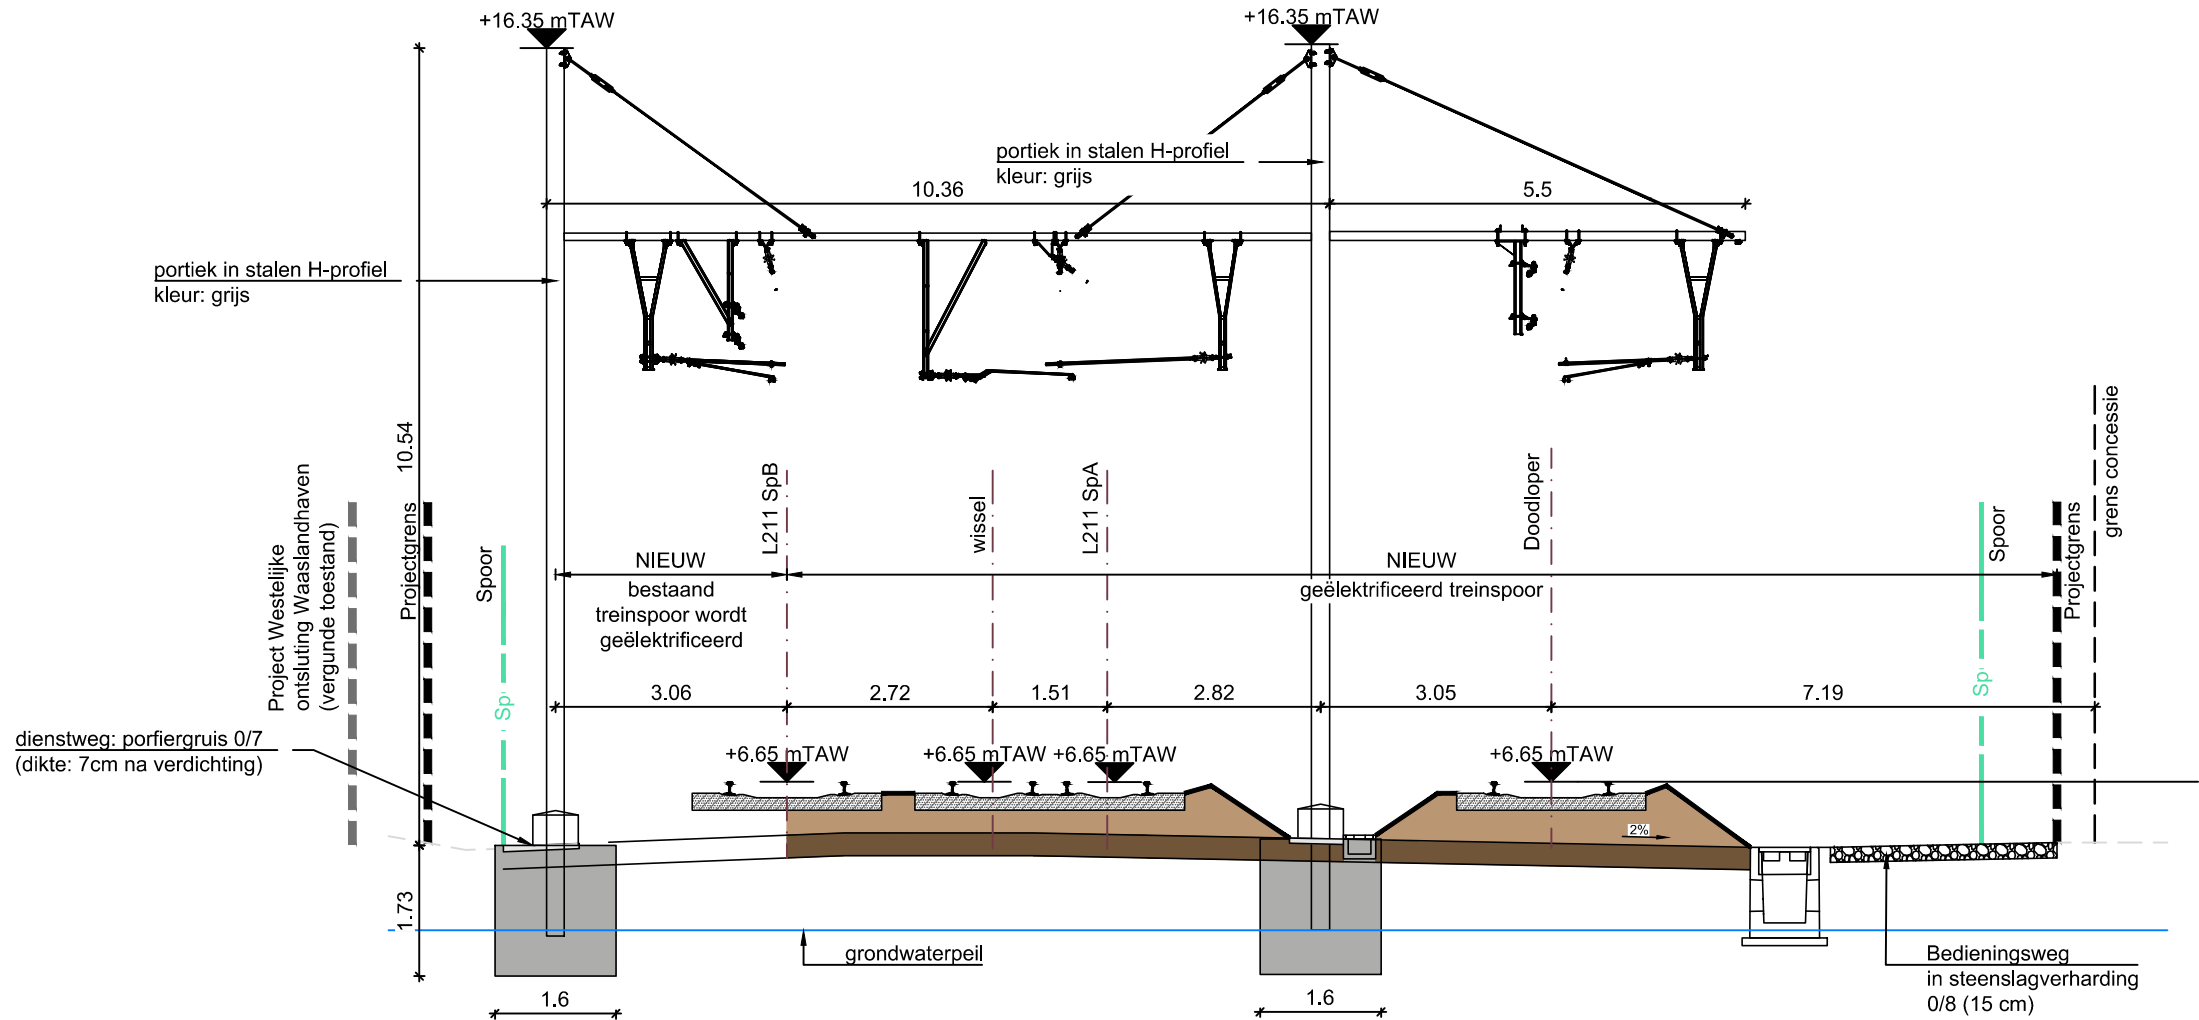 +16.35 mTAW
+16.35 mTAW
portiek in stalen H-profiel
kleur: grijs
10.36
5.5
portiek in stalen H-profiel
kleur: grijs
10.54
Project Westelijke
ontsluting Waaslandhaven
(vergunde toestand)
Projectgrens
Spoor
L211 SpB
wissel
L211 SpA
Doodloper
Spoor
Projectgrens
grens concessie
NIEUW
bestaand
treinspoor wordt
geëlektrificeerd
NIEUW
geëlektrificeerd treinspoor
Sp
Sp
3.06
2.72
1.51
2.82
3.05
7.19
dienstweg: porfiergruis 0/7
(dikte: 7cm na verdichting)
+6.65 mTAW
+6.65 mTAW
+6.65 mTAW
+6.65 mTAW
2%
1.73
grondwaterpeil
Bedieningsweg
in steenslagverharding
0/8 (15 cm)
1.6
1.6